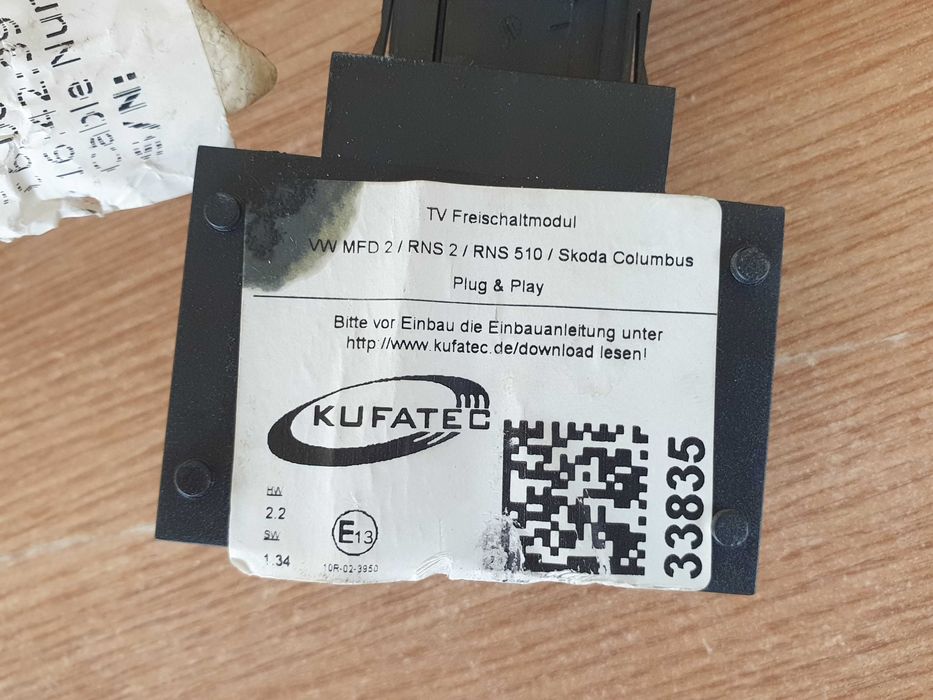 TV Freischaltmodul
VW MFD 2 / RNS 2 / RNS 510 / Skoda Columbus
Plug & Play
Bitte vor Einbau die Einbauanleitung unter
http://www.kufatec.de/download lesen!
KUFATEC
HW
2.2
SW
1.34
E13
10R-02-3950
33835